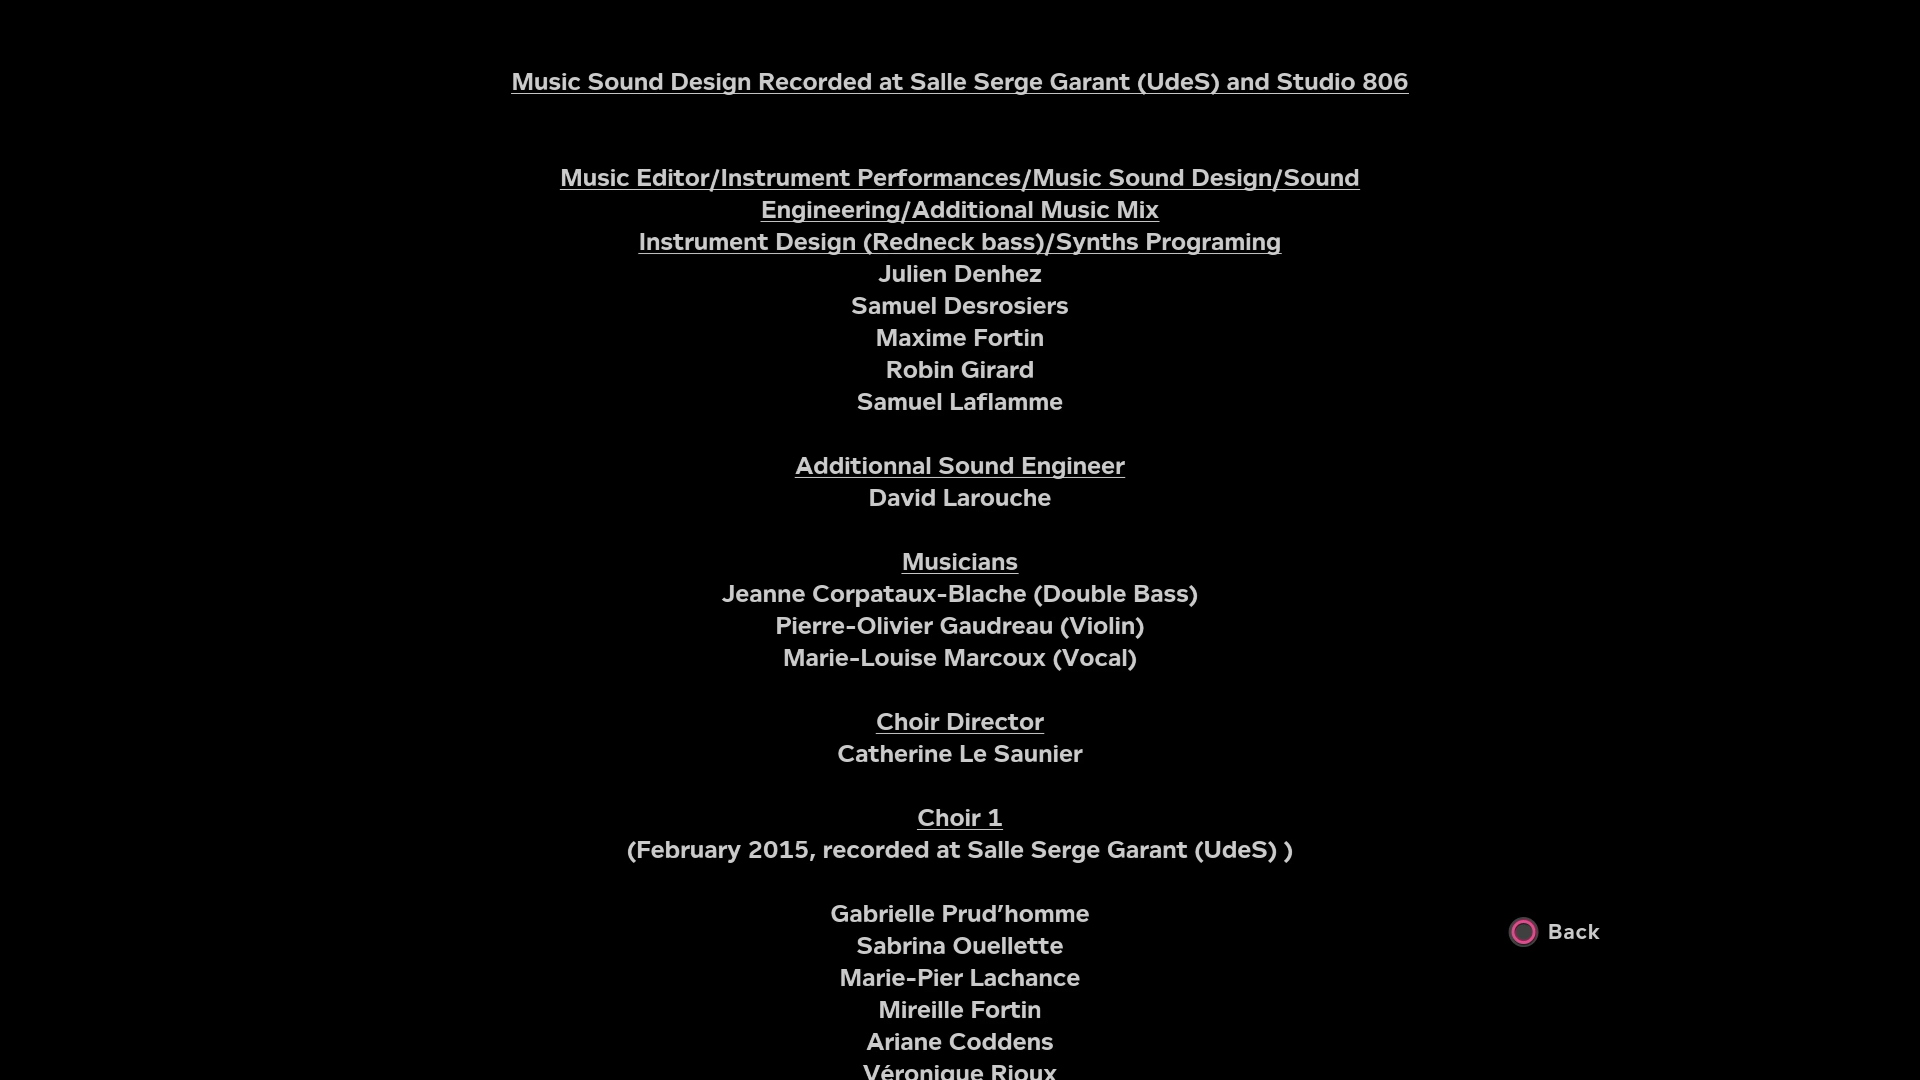 Music Sound Design Recorded at Salle Serge Garant (UdeS) and Studio 806
Music Editor/Instrument Performances/Music Sound Design/Sound
Engineering/Additional Music Mix
Instrument Design (Redneck bass)/Synths Programing
Julien Denhez
Samuel Desrosiers
Maxime Fortin
Robin Girard
Samuel Laflamme
Additionnal Sound Engineer
David Larouche
Musicians
Jeanne Corpataux-Blache (Double Bass)
Pierre-Olivier Gaudreau (Violin)
Marie-Louise Marcoux (Vocal)
Choir Director
Catherine Le Saunier
Choir 1
(February 2015, recorded at Salle Serge Garant (UdeS) )
Gabrielle Prud’homme
Sabrina Ouellette
Marie-Pier Lachance
Mireille Fortin
Ariane Coddens
Véronique Rioux
Back